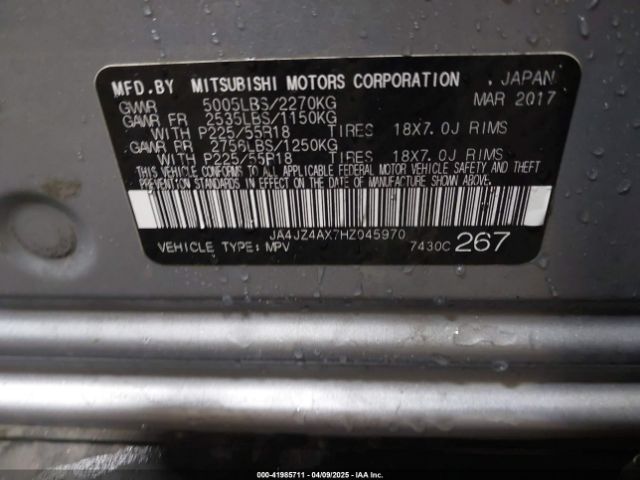 MFD.BY MITSUBISHI MOTORS CORPORATION JAPAN
GVWR 5005LBS/2270KG MAR 2017
GAWR FR 2535LBS/1150KG
WITH P225/55R18 TIRES 18X7.0J RIMS
GAWR RR 2756LBS/1250KG
WITH P225/55R18 TIRES 18X7.0J RIMS
THIS VEHICLE CONFORMS TO ALL APPLICABLE FEDERAL MOTOR VEHICLE SAFETY AND THEFT
PREVENTION STANDARDS IN EFFECT ON THE DATE OF MANUFACTURE SHOWN ABOVE.
JA4JZ4AX7HZ045970
VEHICLE TYPE: MPV 7430C 267
000-41985711 - 04/09/2025 - IAAI.COM